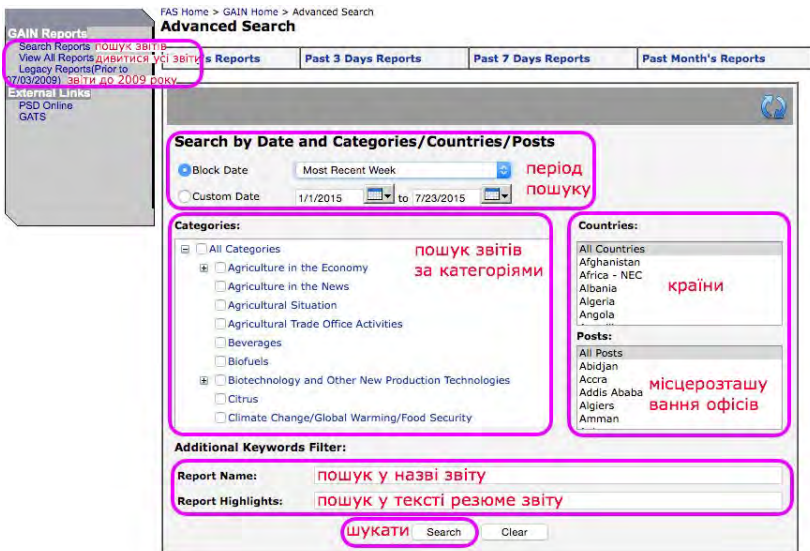 FAS Home > GAIN Home > Advanced Search
Advanced Search
GAIN Reports
Search Reports пошук звітів
View All Reports дивитися усі звіти
Legacy Reports(Prior to
07/03/2009) звіти до 2009 року
External Links
PSD Online
GATS
's Reports
Past 3 Days Reports
Past 7 Days Reports
Past Month's Reports
Search by Date and Categories/Countries/Posts
Block Date
Most Recent Week
період
пошуку
Custom Date
1/1/2015
to
7/23/2015
Categories:
All Categories
Agriculture in the Economy
Agriculture in the News
Agricultural Situation
Agricultural Trade Office Activities
Beverages
Biofuels
Biotechnology and Other New Production Technologies
Citrus
Climate Change/Global Warming/Food Security
пошук звітів
за категоріями
Countries:
All Countries
Afghanistan
Africa - NEC
Albania
Algeria
Angola
країни
Posts:
All Posts
Abidjan
Accra
Addis Ababa
Algiers
Amman
місцерозташу
вання офісів
Additional Keywords Filter:
Report Name: пошук у назві звіту
Report Highlights: пошук у тексті резюме звіту
шукати Search Clear